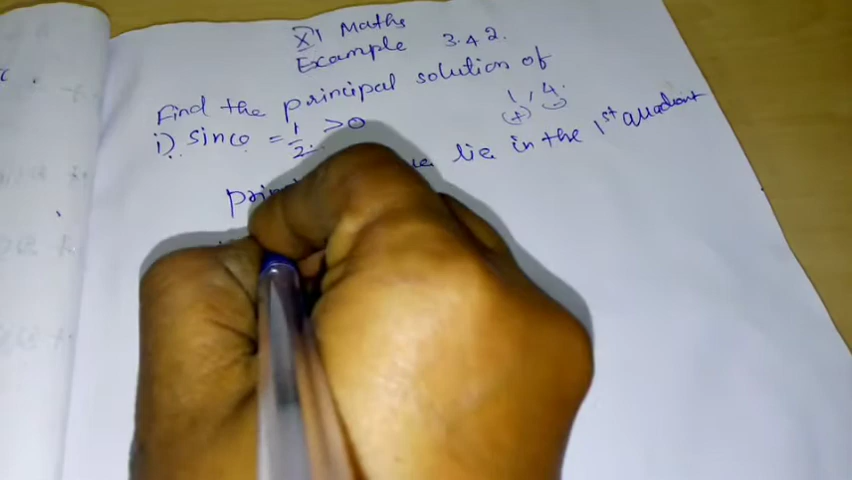 XI Maths
Example 3.42.
Find the principal solution of
1, 4.
(+) (-)
i) sinθ = 1/2 > 0
lie in the 1st quadrant